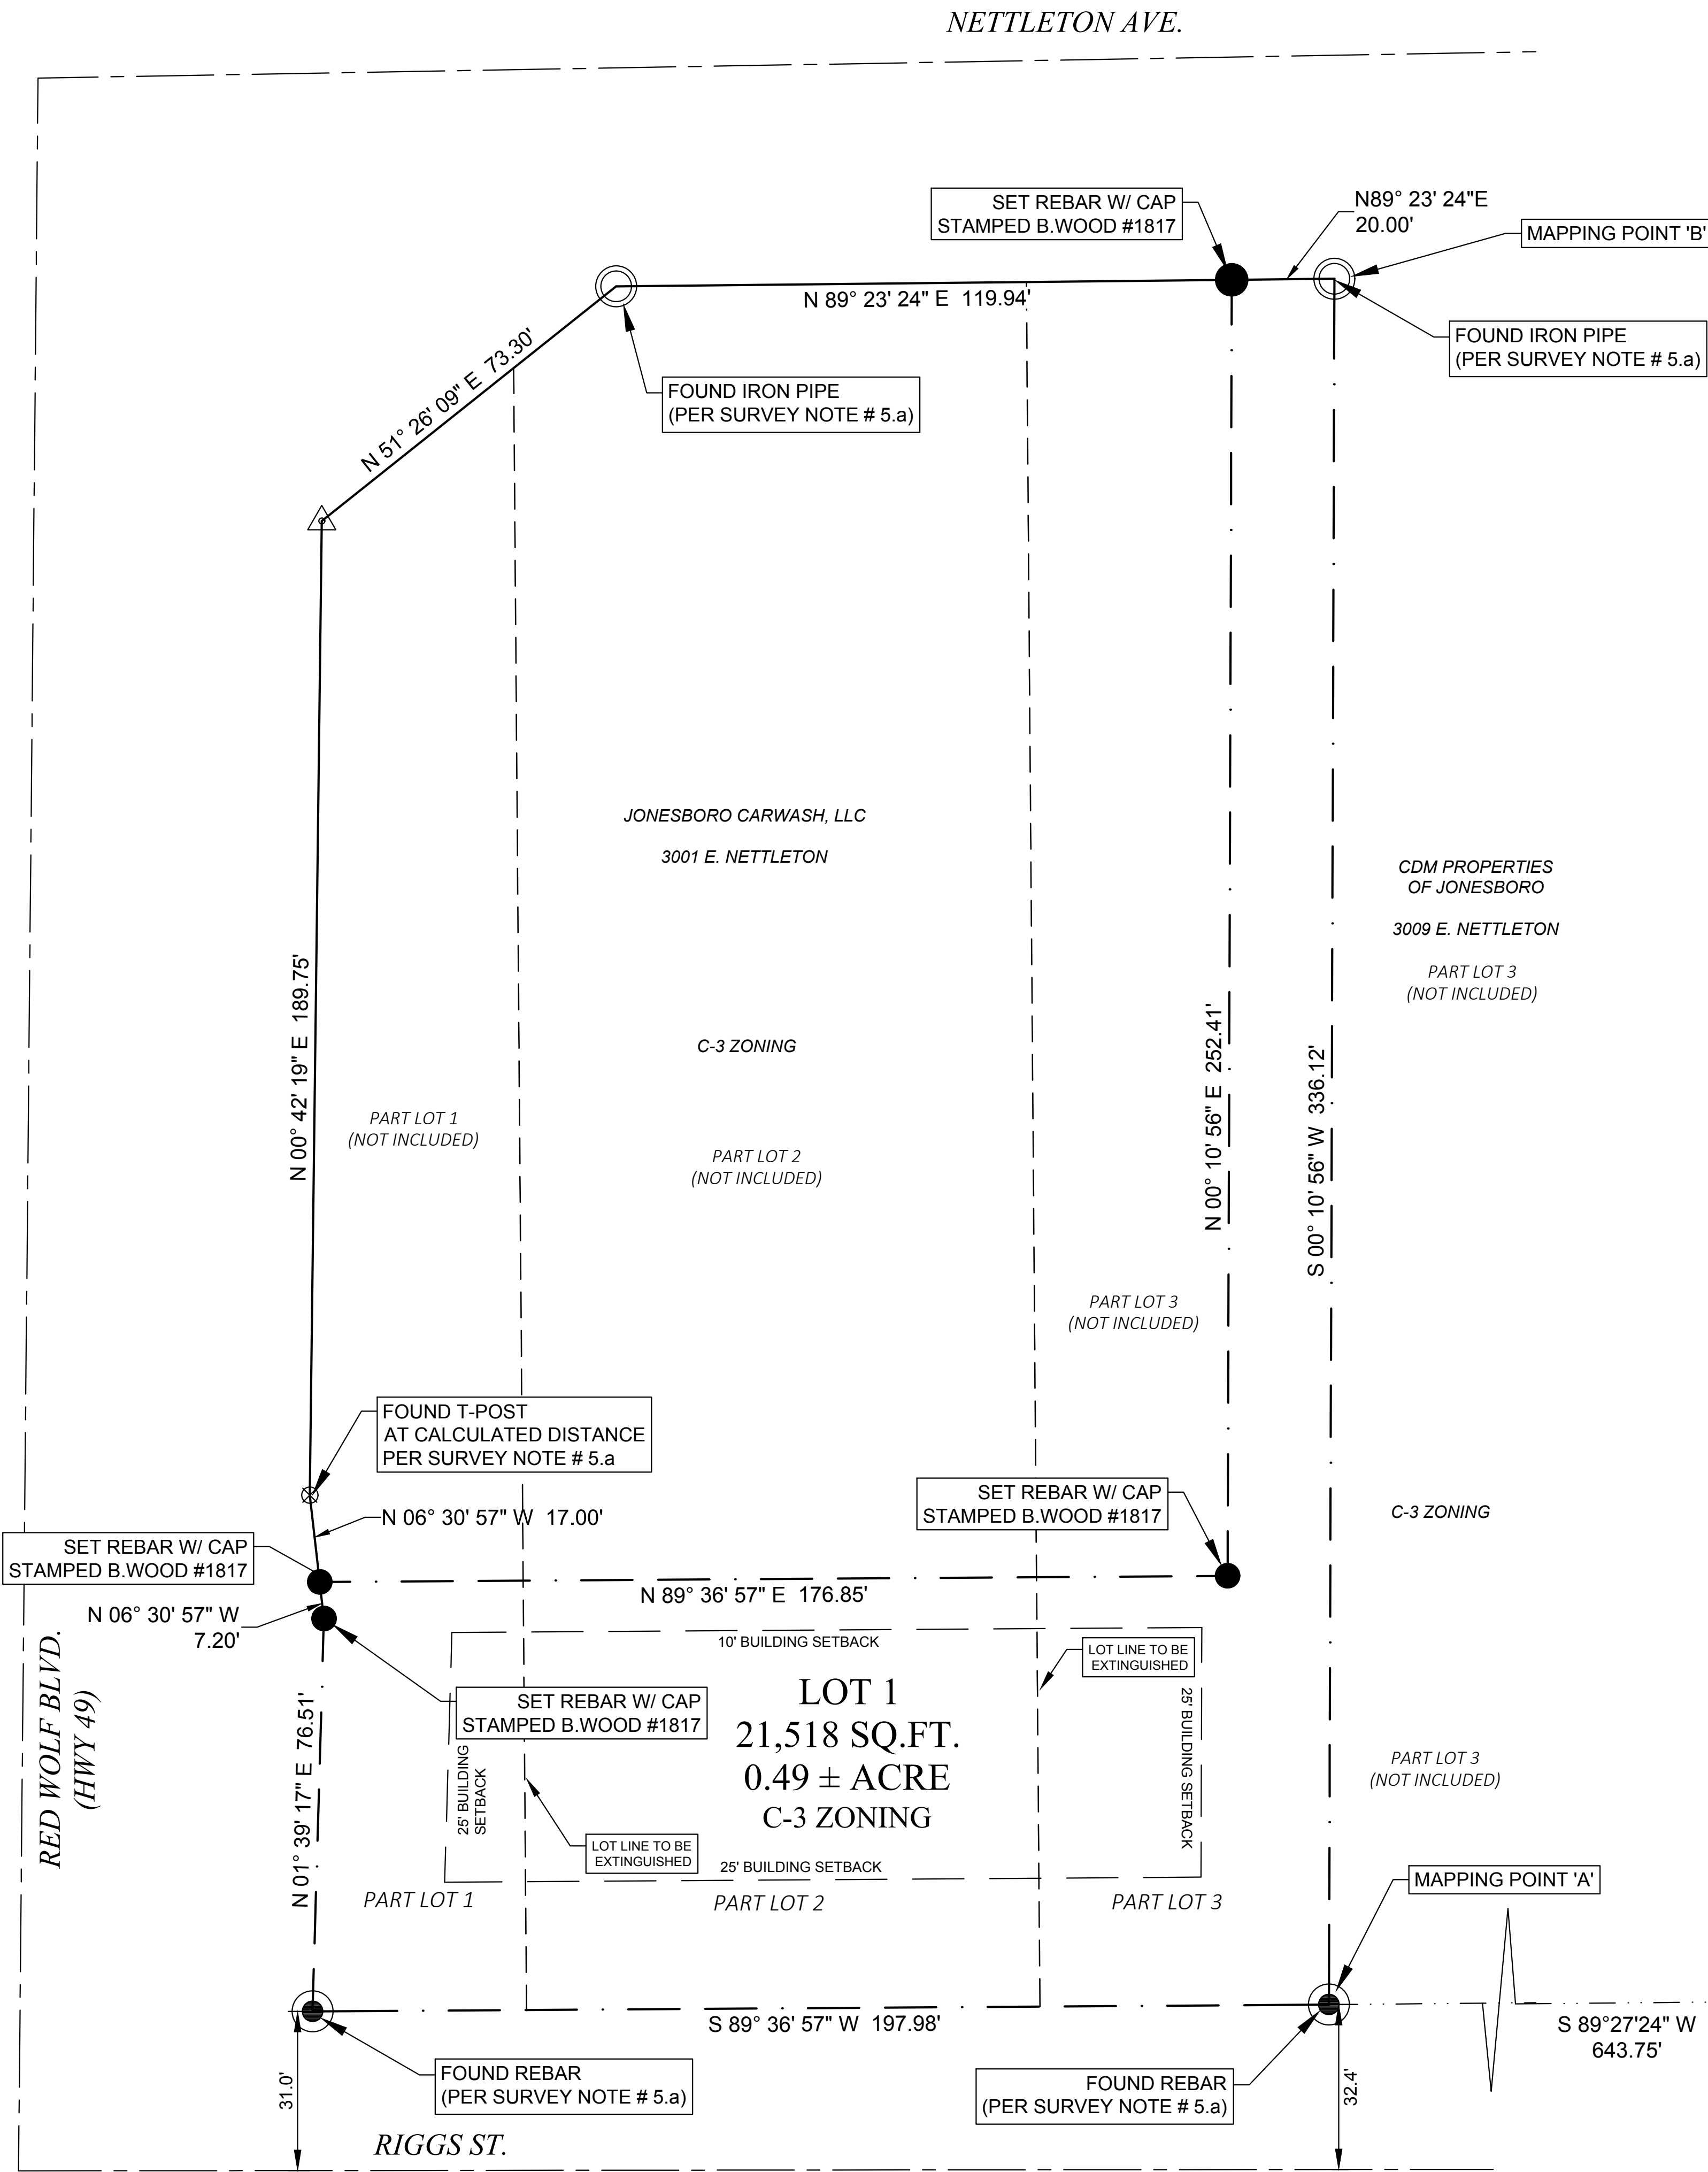 NETTLETON AVE.
SET REBAR W/ CAP
STAMPED B.WOOD #1817
N89° 23' 24"E
20.00'
MAPPING POINT 'B'
N 89° 23' 24" E 119.94'
FOUND IRON PIPE
(PER SURVEY NOTE # 5.a)
N 51° 26' 09" E 73.30'
FOUND IRON PIPE
(PER SURVEY NOTE # 5.a)
JONESBORO CARWASH, LLC
3001 E. NETTLETON
CDM PROPERTIES
OF JONESBORO
3009 E. NETTLETON
PART LOT 3
(NOT INCLUDED)
N 00° 42' 19" E 189.75'
C-3 ZONING
N 00° 10' 56" E 252.41'
S 00° 10' 56" W 336.12'
PART LOT 1
(NOT INCLUDED)
PART LOT 2
(NOT INCLUDED)
PART LOT 3
(NOT INCLUDED)
FOUND T-POST
AT CALCULATED DISTANCE
PER SURVEY NOTE # 5.a
N 06° 30' 57" W 17.00'
SET REBAR W/ CAP
STAMPED B.WOOD #1817
C-3 ZONING
SET REBAR W/ CAP
STAMPED B.WOOD #1817
N 89° 36' 57" E 176.85'
N 06° 30' 57" W
7.20'
10' BUILDING SETBACK
LOT LINE TO BE
EXTINGUISHED
RED WOLF BLVD.
(HWY 49)
N 01° 39' 17" E 76.51'
SET REBAR W/ CAP
STAMPED B.WOOD #1817
LOT 1
21,518 SQ.FT.
0.49 ± ACRE
C-3 ZONING
25' BUILDING
SETBACK
25' BUILDING SETBACK
PART LOT 3
(NOT INCLUDED)
LOT LINE TO BE
EXTINGUISHED
25' BUILDING SETBACK
MAPPING POINT 'A'
PART LOT 1
PART LOT 2
PART LOT 3
S 89° 36' 57" W 197.98'
S 89°27'24" W
643.75'
FOUND REBAR
(PER SURVEY NOTE # 5.a)
FOUND REBAR
(PER SURVEY NOTE # 5.a)
31.0'
32.4'
RIGGS ST.